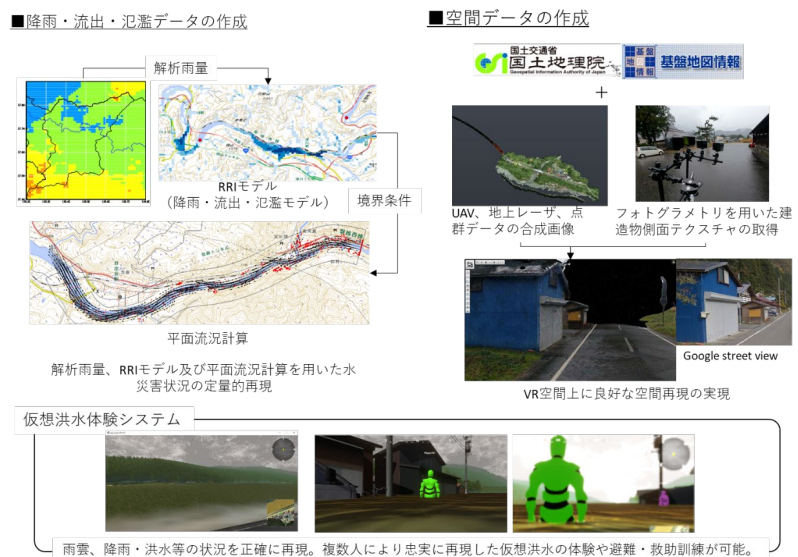 ■降雨・流出・氾濫データの作成
解析雨量
RRIモデル
（降雨・流出・氾濫モデル）
境界条件
平面流況計算
解析雨量、RRIモデル及び平面流況計算を用いた水
災害状況の定量的再現
■空間データの作成
国土交通省
国土地理院
Geospatial Information Authority of Japan
基盤
地図
情報
基盤地図情報
+
UAV、地上レーザ、点
群データの合成画像
フォトグラメトリを用いた建
造物側面テクスチャの取得
Google street view
VR空間上に良好な空間再現の実現
仮想洪水体験システム
雨雲、降雨・洪水等の状況を正確に再現。複数人により忠実に再現した仮想洪水の体験や避難・救助訓練が可能。